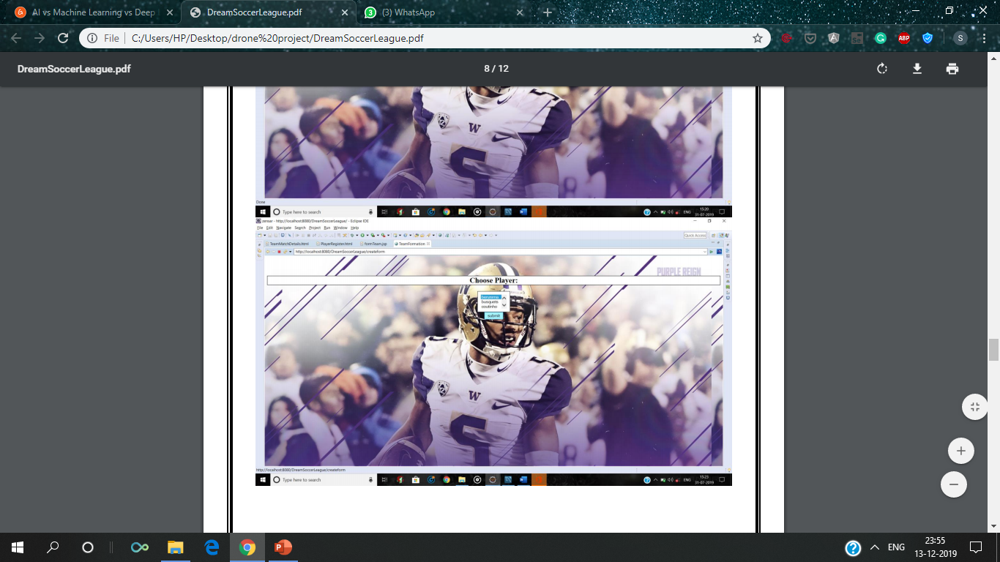 AI vs Machine Learning vs Deep
DreamSoccerLeague.pdf
(3) WhatsApp
File
C:/Users/HP/Desktop/drone%20project/DreamSoccerLeague.pdf
ABP
S
DreamSoccerLeague.pdf
8 / 12
W
Done
Type here to search
ENG
15:20
31-07-2019
zensar - http://localhost:8080/DreamSoccerLeague/ - Eclipse IDE
File Edit Navigate Search Project Run Window Help
Quick Access
TeamMatchDetails.html
PlayerRegister.html
formTeam.jsp
TeamFormation
http://localhost:8080/DreamSoccerLeague/createform
PURPLE REIGN
Choose Player:
benzema
busquets
coutinho
submit
W
http://localhost:8080/DreamSoccerLeague/createform
Type here to search
ENG
15:23
31-07-2019
ENG
23:55
13-12-2019